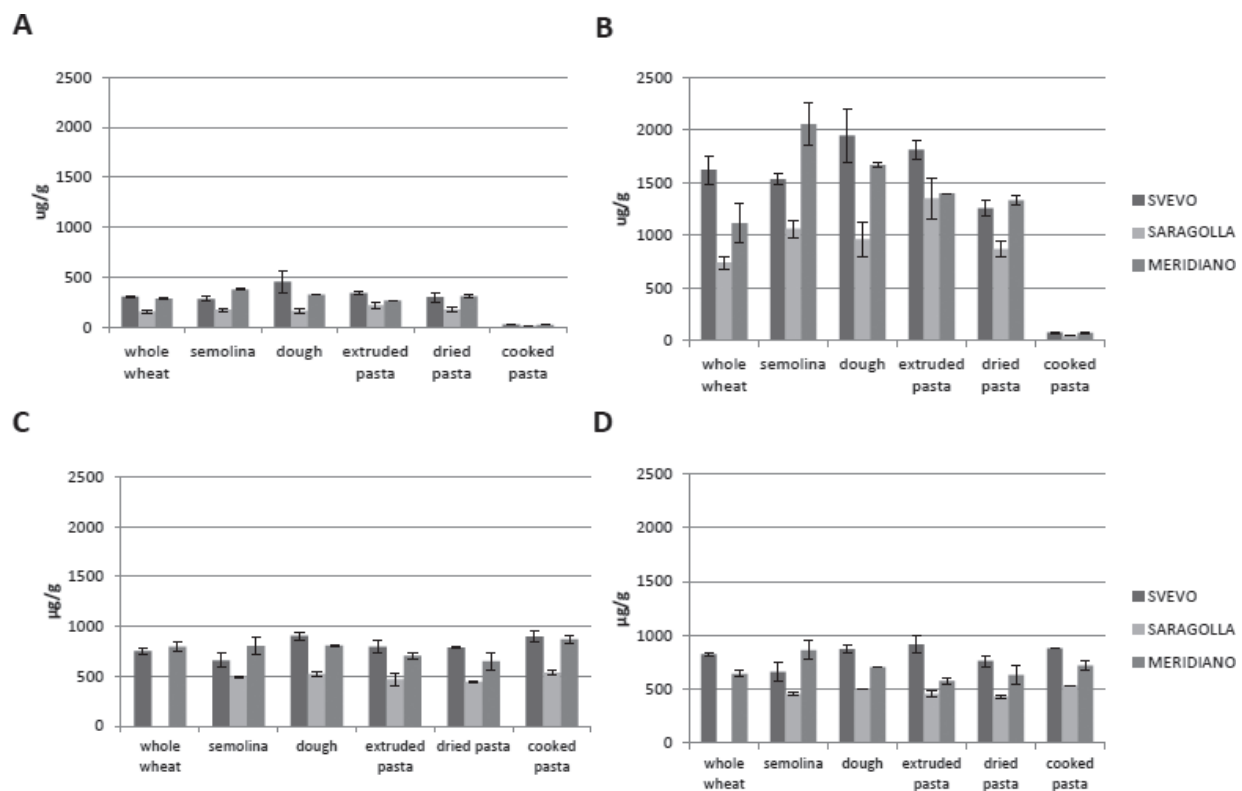 A
2500
2000
1500
1000
500
0
ug/g
whole wheat
semolina
dough
extruded pasta
dried pasta
cooked pasta
B
2500
2000
1500
1000
500
0
ug/g
whole wheat
semolina
dough
extruded pasta
dried pasta
cooked pasta
SVEVO
SARAGOLLA
MERIDIANO
C
2500
2000
1500
1000
500
0
µg/g
whole wheat
semolina
dough
extruded pasta
dried pasta
cooked pasta
D
2500
2000
1500
1000
500
0
µg/g
whole wheat
semolina
dough
extruded pasta
dried pasta
cooked pasta
SVEVO
SARAGOLLA
MERIDIANO